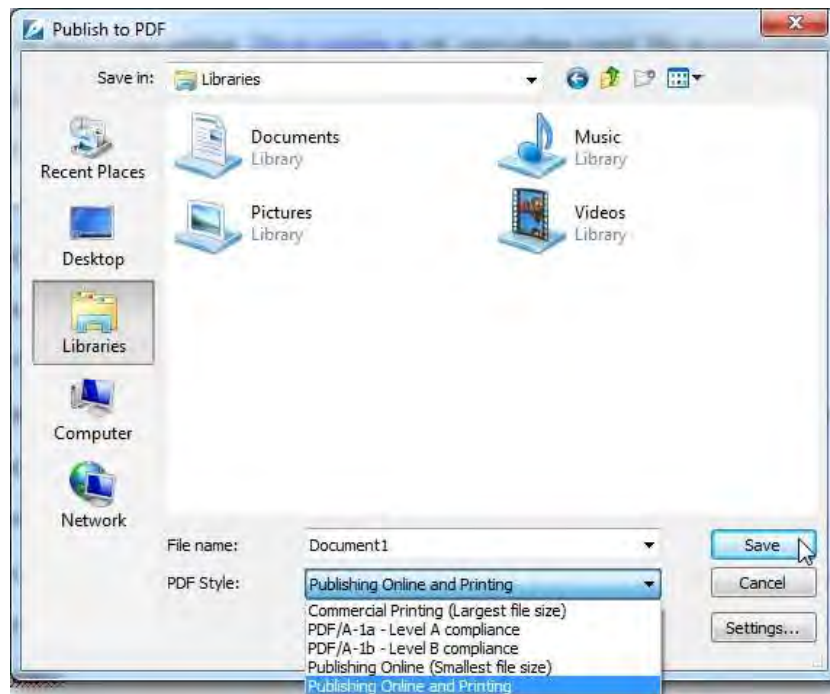 Publish to PDF
Save in:
Libraries
Recent Places
Desktop
Libraries
Computer
Network
Documents
Library
Music
Library
Pictures
Library
Videos
Library
File name:
Document1
Save
PDF Style:
Publishing Online and Printing
Cancel
Commercial Printing (Largest file size)
PDF/A-1a - Level A compliance
PDF/A-1b - Level B compliance
Publishing Online (Smallest file size)
Publishing Online and Printing
Settings...